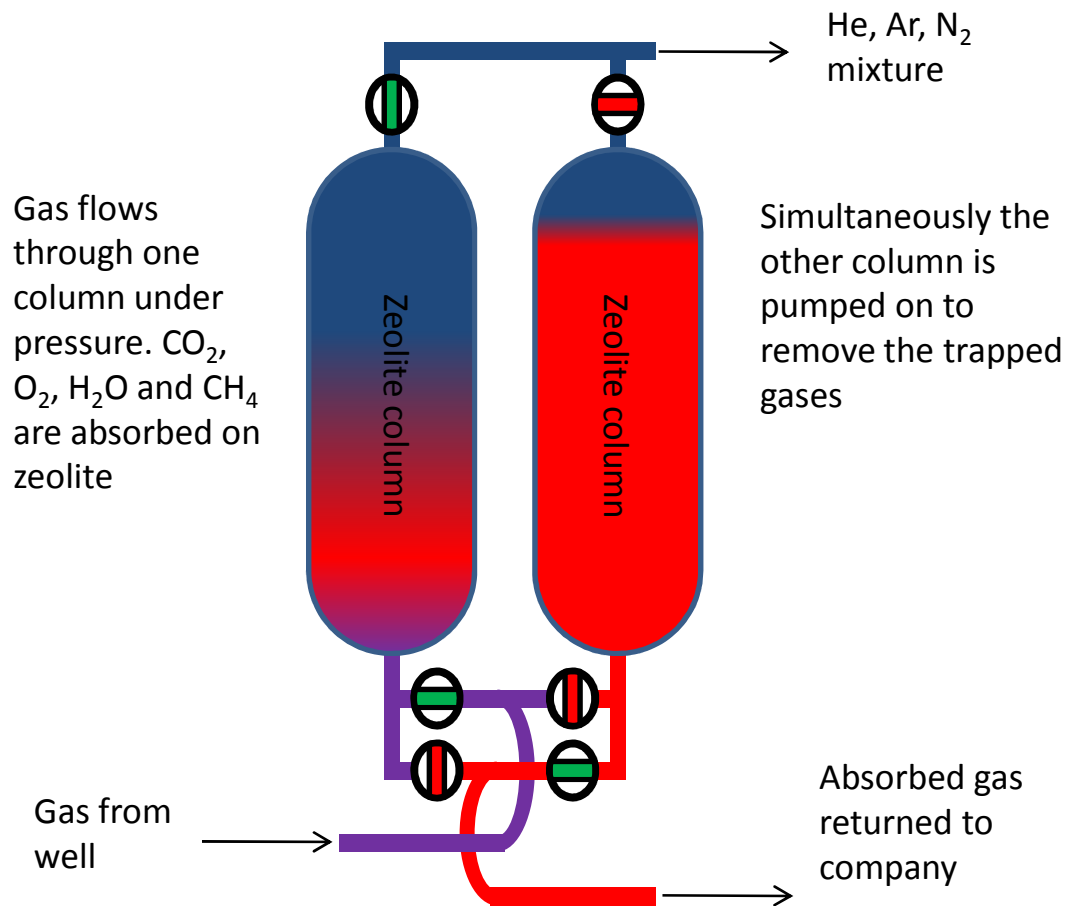 He, Ar, N₂
mixture
Gas flows
through one
column under
pressure. CO₂,
O₂, H₂O and CH₄
are absorbed on
zeolite
Zeolite column
Zeolite column
Simultaneously the
other column is
pumped on to
remove the trapped
gases
Gas from
well
Absorbed gas
returned to
company